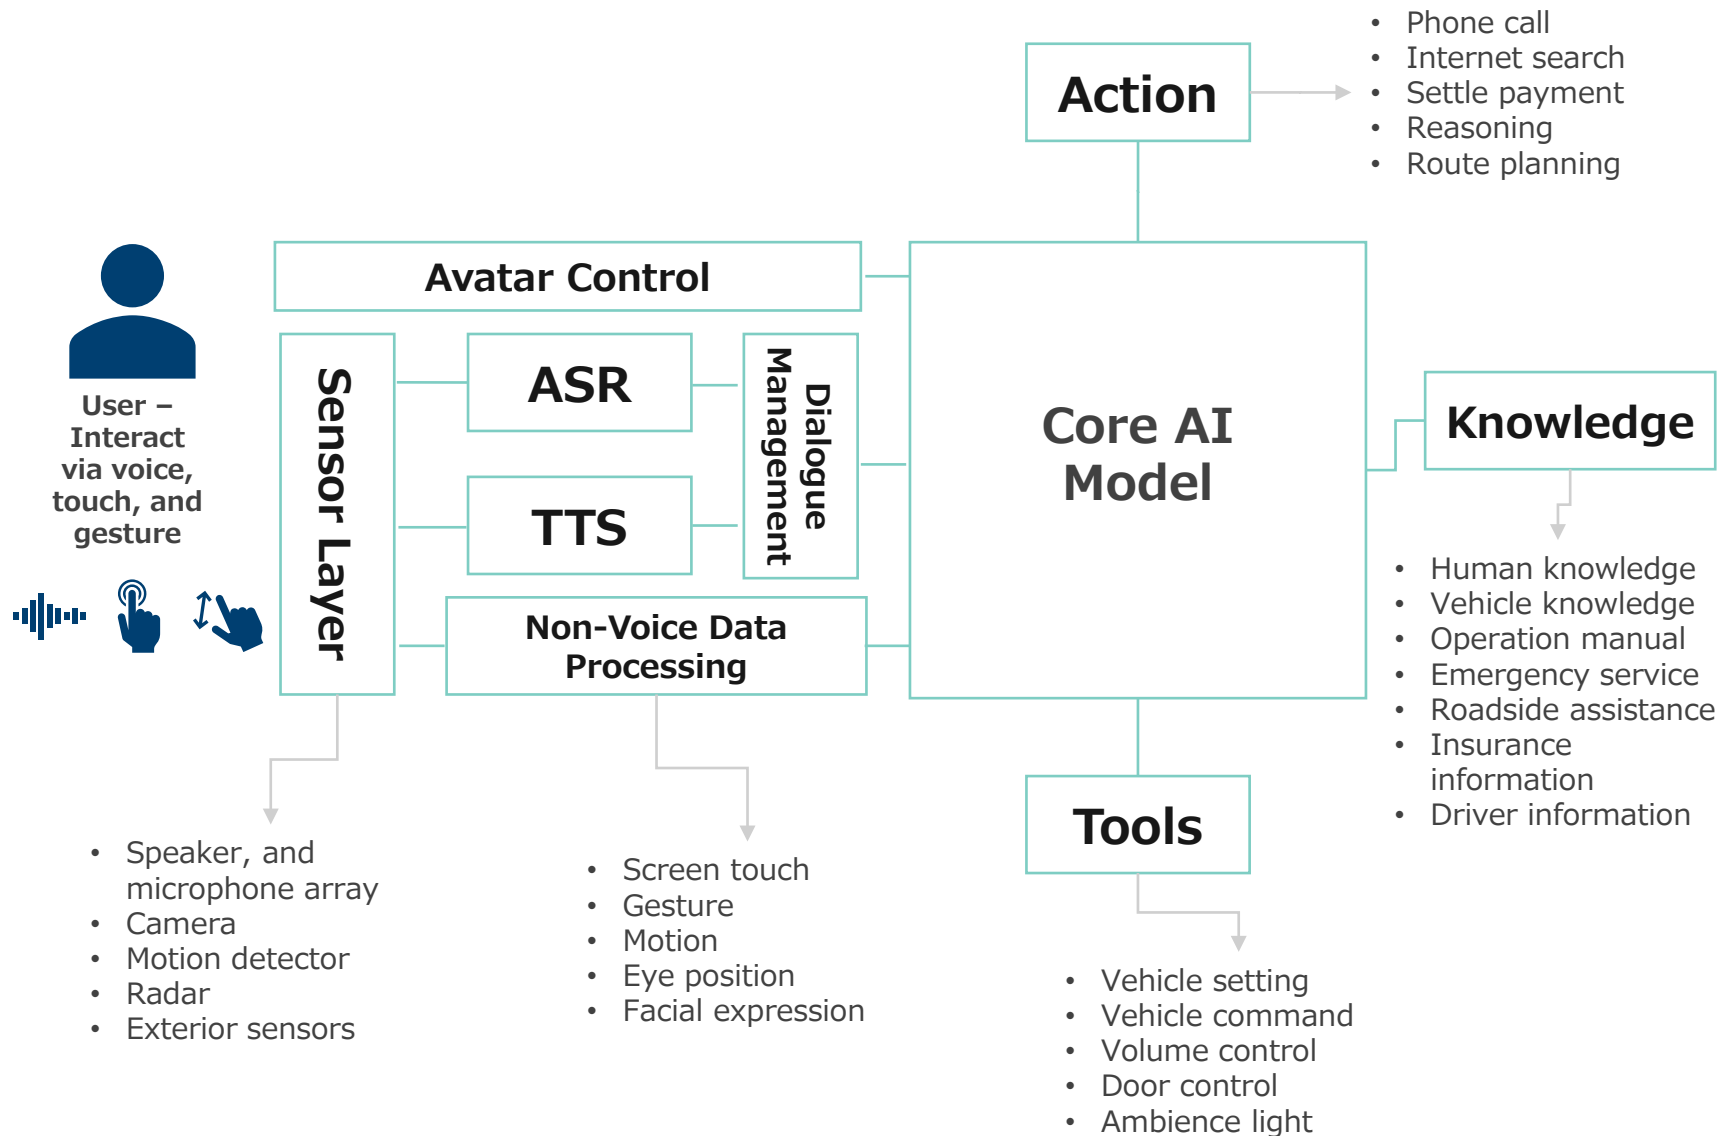 • Phone call
• Internet search
• Settle payment
• Reasoning
• Route planning
Action
Avatar Control
User –
Interact
via voice,
touch, and
gesture
Sensor Layer
ASR
TTS
Dialogue
Management
Non-Voice Data
Processing
Core AI
Model
Knowledge
• Human knowledge
• Vehicle knowledge
• Operation manual
• Emergency service
• Roadside assistance
• Insurance
information
• Driver information
Tools
• Speaker, and
microphone array
• Camera
• Motion detector
• Radar
• Exterior sensors
• Screen touch
• Gesture
• Motion
• Eye position
• Facial expression
• Vehicle setting
• Vehicle command
• Volume control
• Door control
• Ambience light